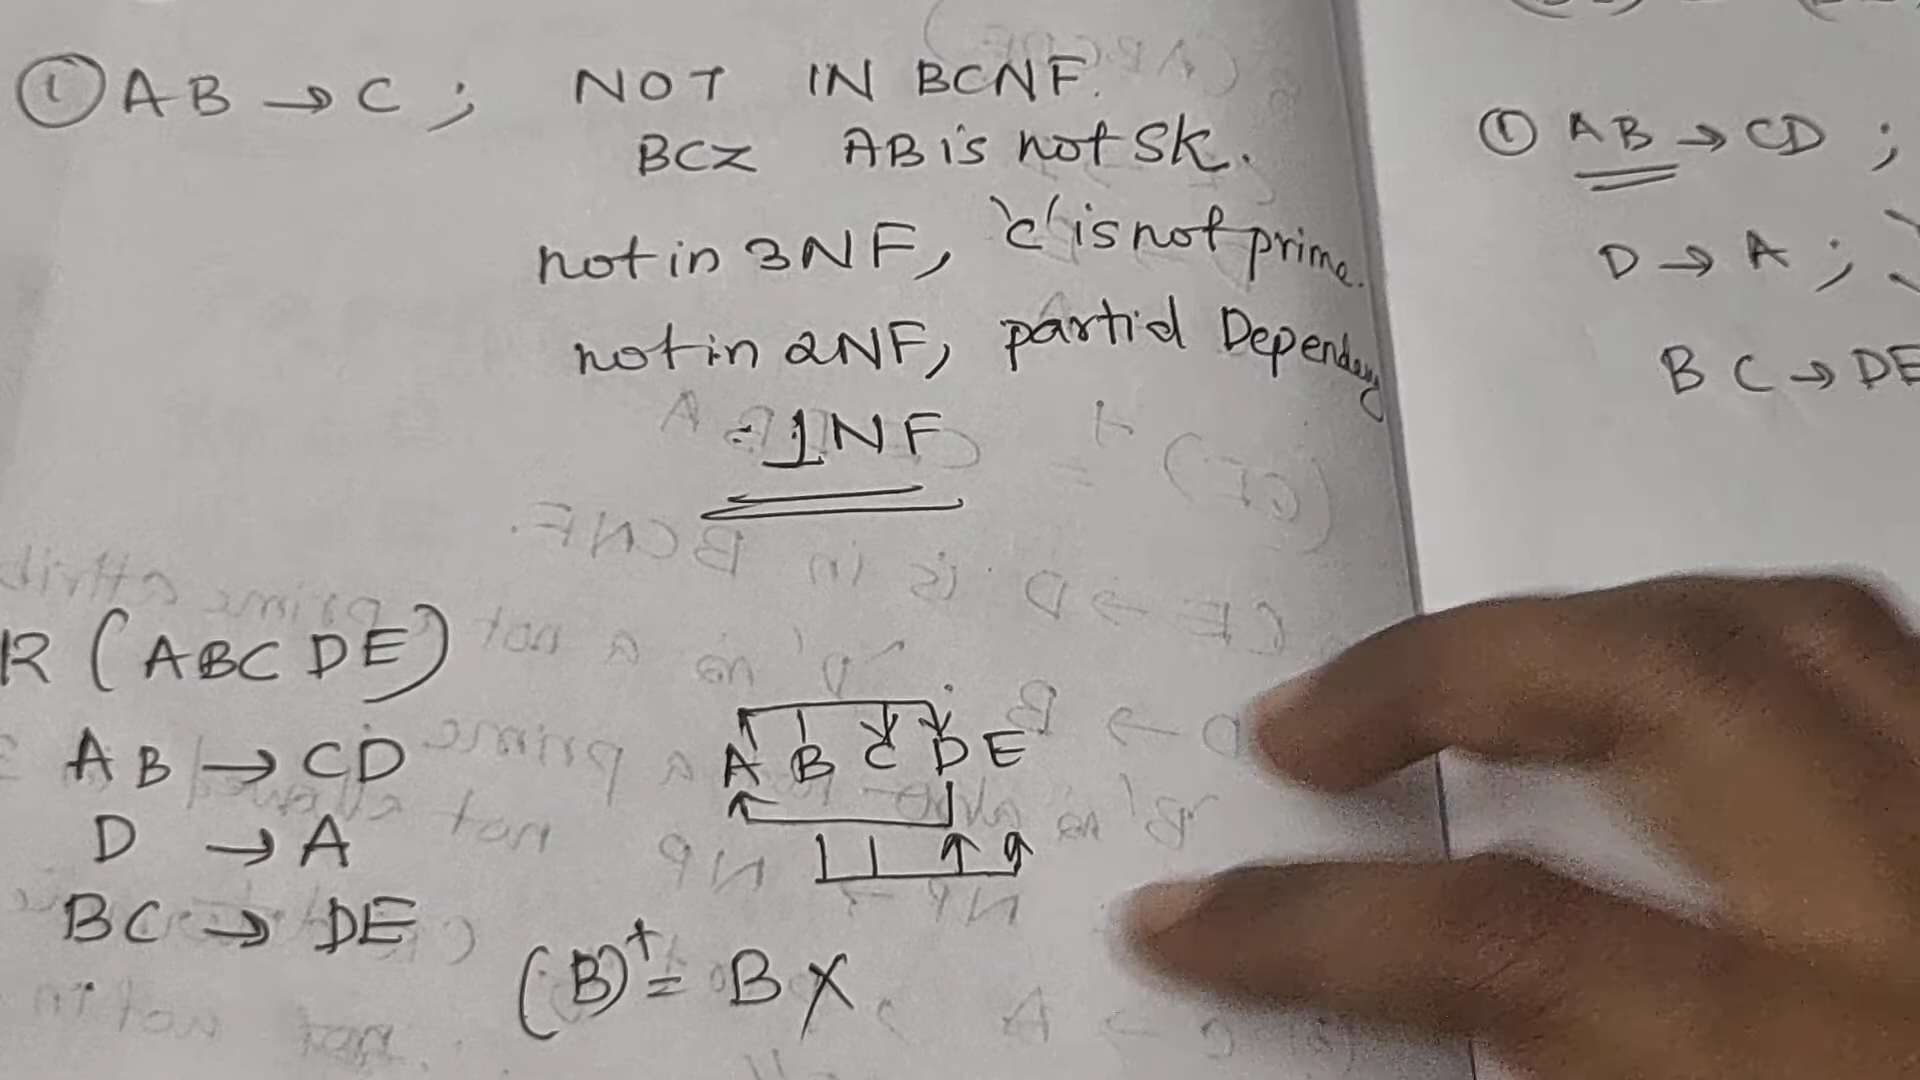 ① AB → C ; NOT IN BCNF.
BCZ AB is not SK.
not in 3NF, 'c' is not prime.
not in 2NF, partial Dependency
1NF
R (ABCDE)
AB → CD
D → A
BC → DE
A B C D E
(B)⁺ = B X
① AB → CD ;
D → A ;
BC → DE